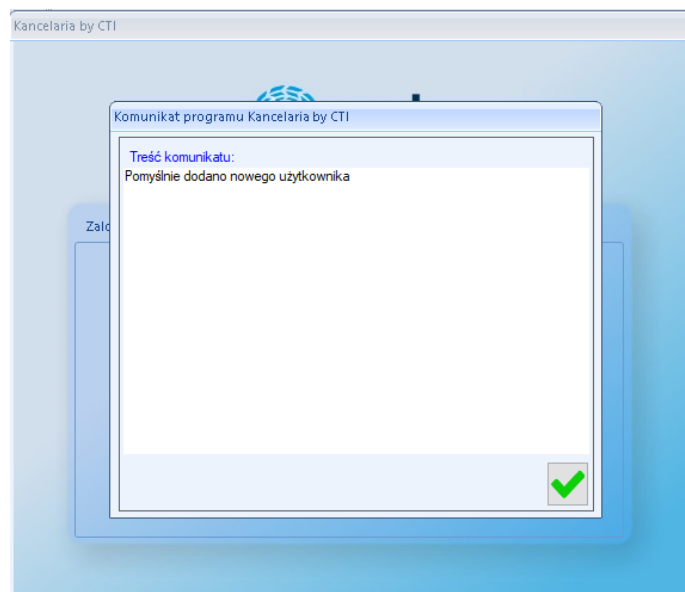 Kancelaria by CTI
Komunikat programu Kancelaria by CTI
Treść komunikatu:
Pomyślnie dodano nowego użytkownika